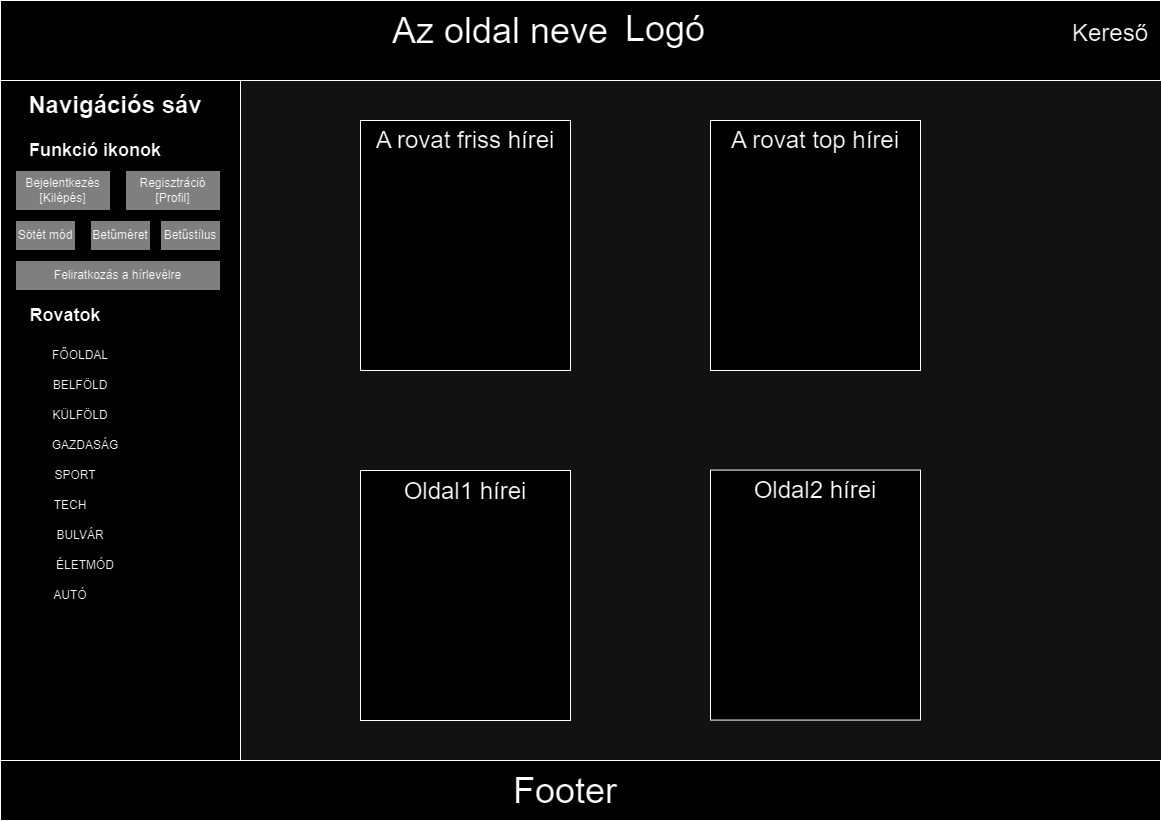 Az oldal neve Logó
Kereső
Navigációs sáv
Funkció ikonok
Bejelentkezés
[Kilépés]
Regisztráció
[Profil]
Sötét mód
Betűméret
Betűstílus
Feliratkozás a hírlevélre
Rovatok
FŐOLDAL
BELFÖLD
KÜLFÖLD
GAZDASÁG
SPORT
TECH
BULVÁR
ÉLETMÓD
AUTÓ
A rovat friss hírei
A rovat top hírei
Oldal1 hírei
Oldal2 hírei
Footer